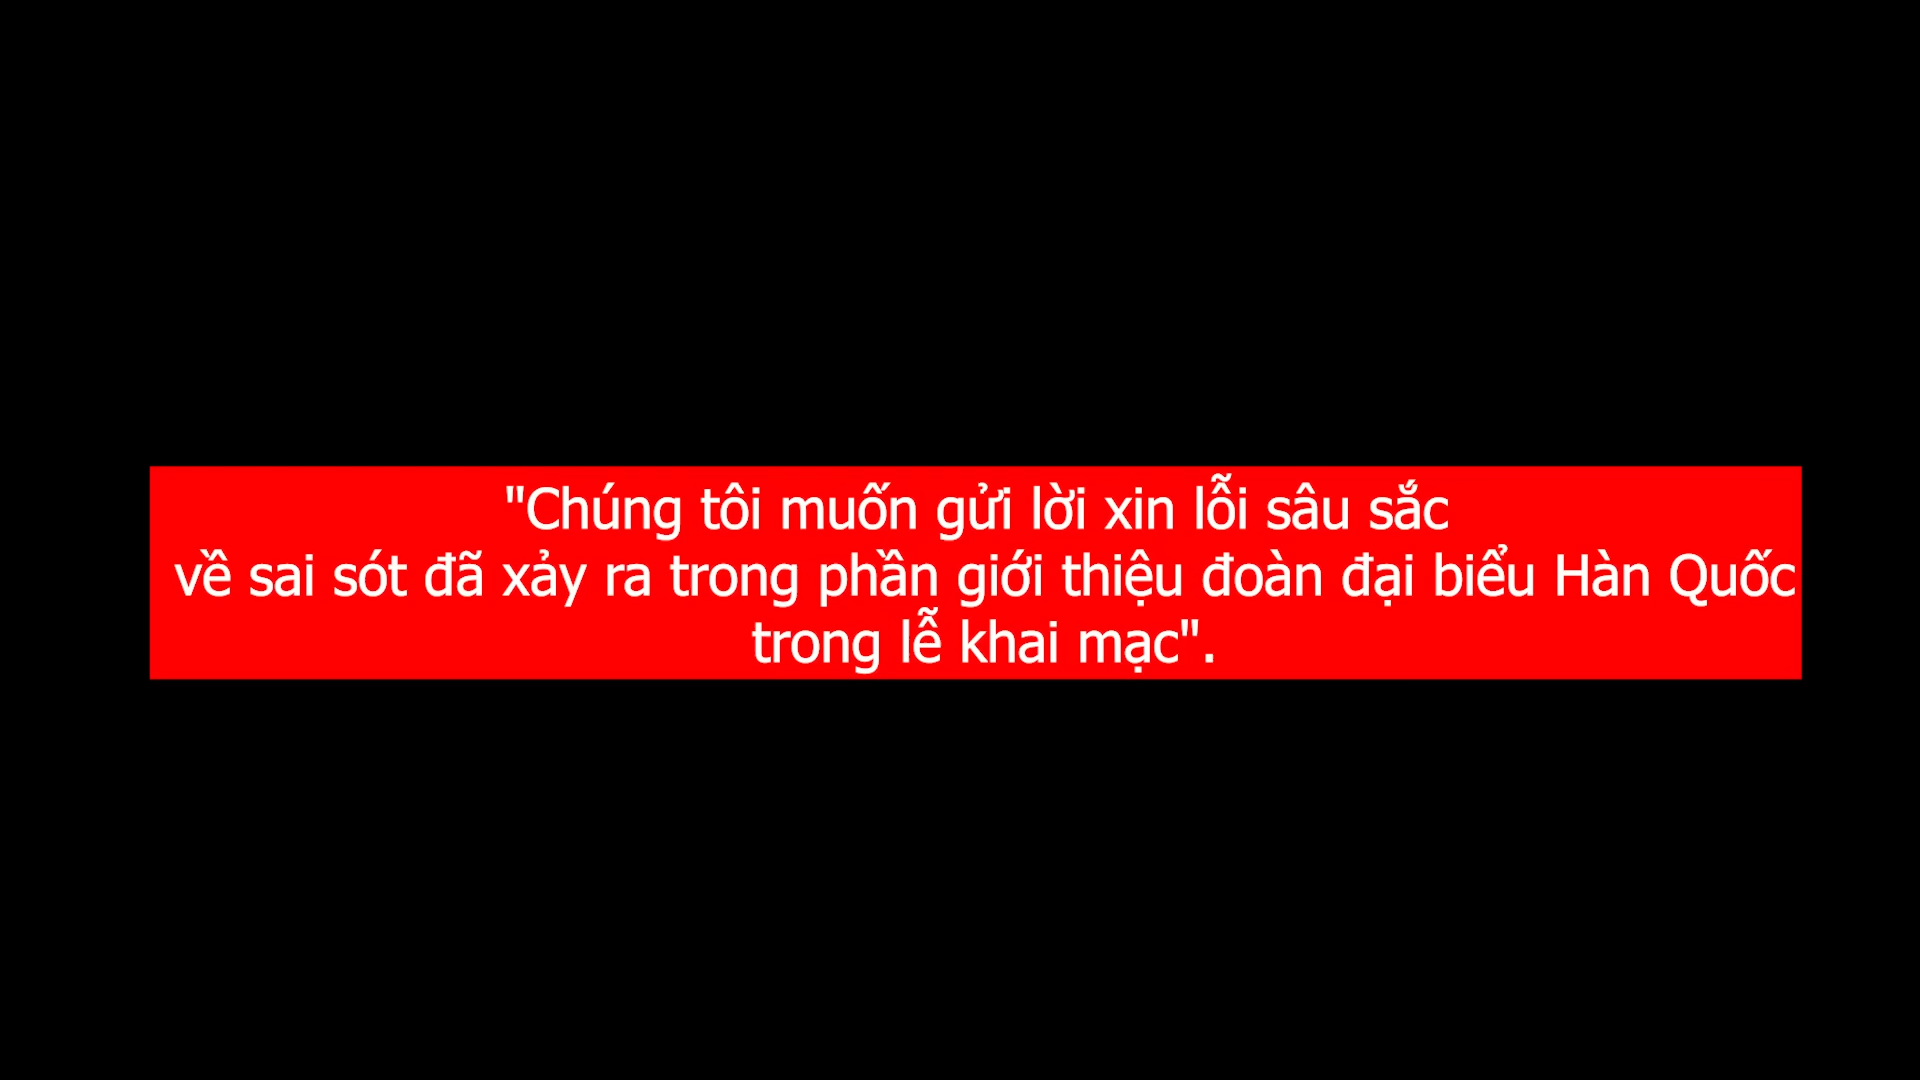 "Chúng tôi muốn gửi lời xin lỗi sâu sắc
về sai sót đã xảy ra trong phần giới thiệu đoàn đại biểu Hàn Quốc
trong lễ khai mạc".